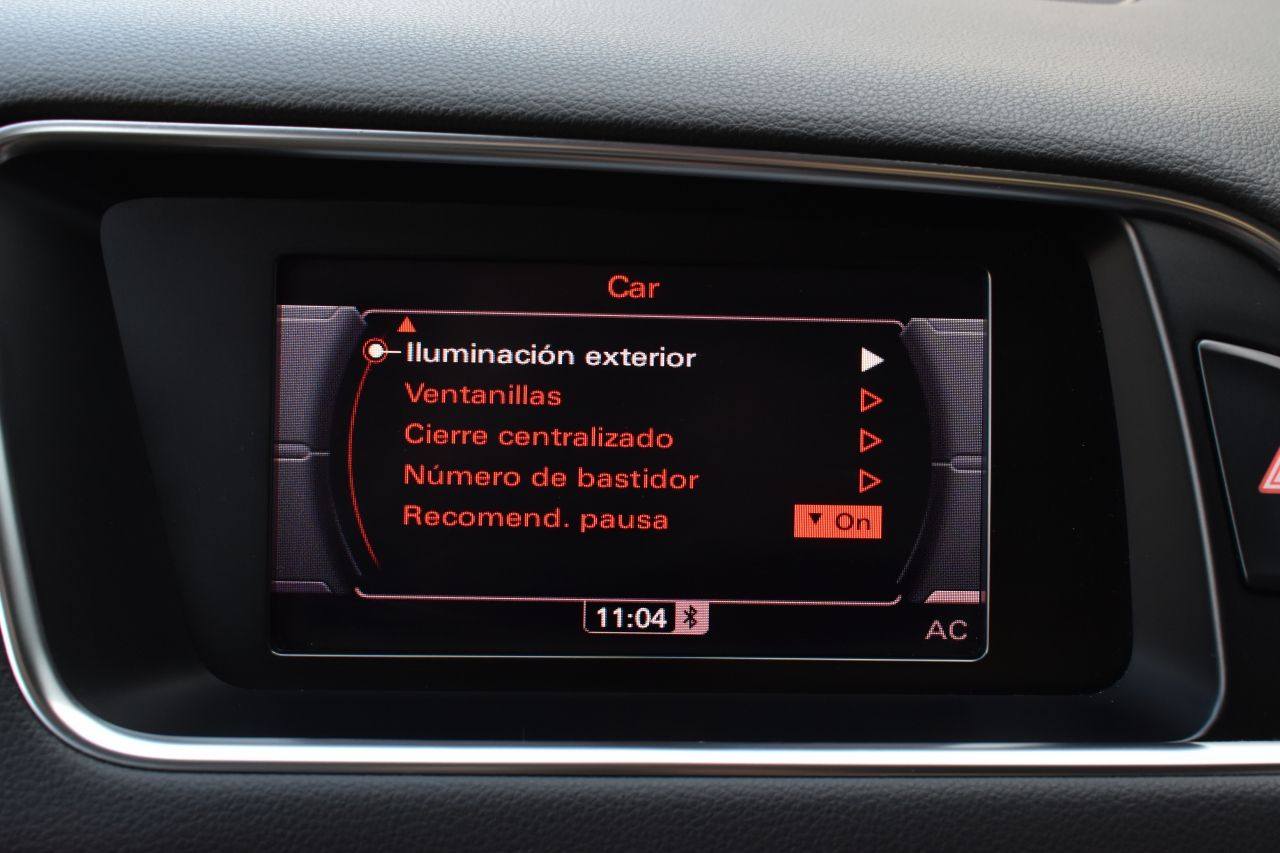 Car
Iluminación exterior
Ventanillas
Cierre centralizado
Número de bastidor
Recomend. pausa On
11:04
AC